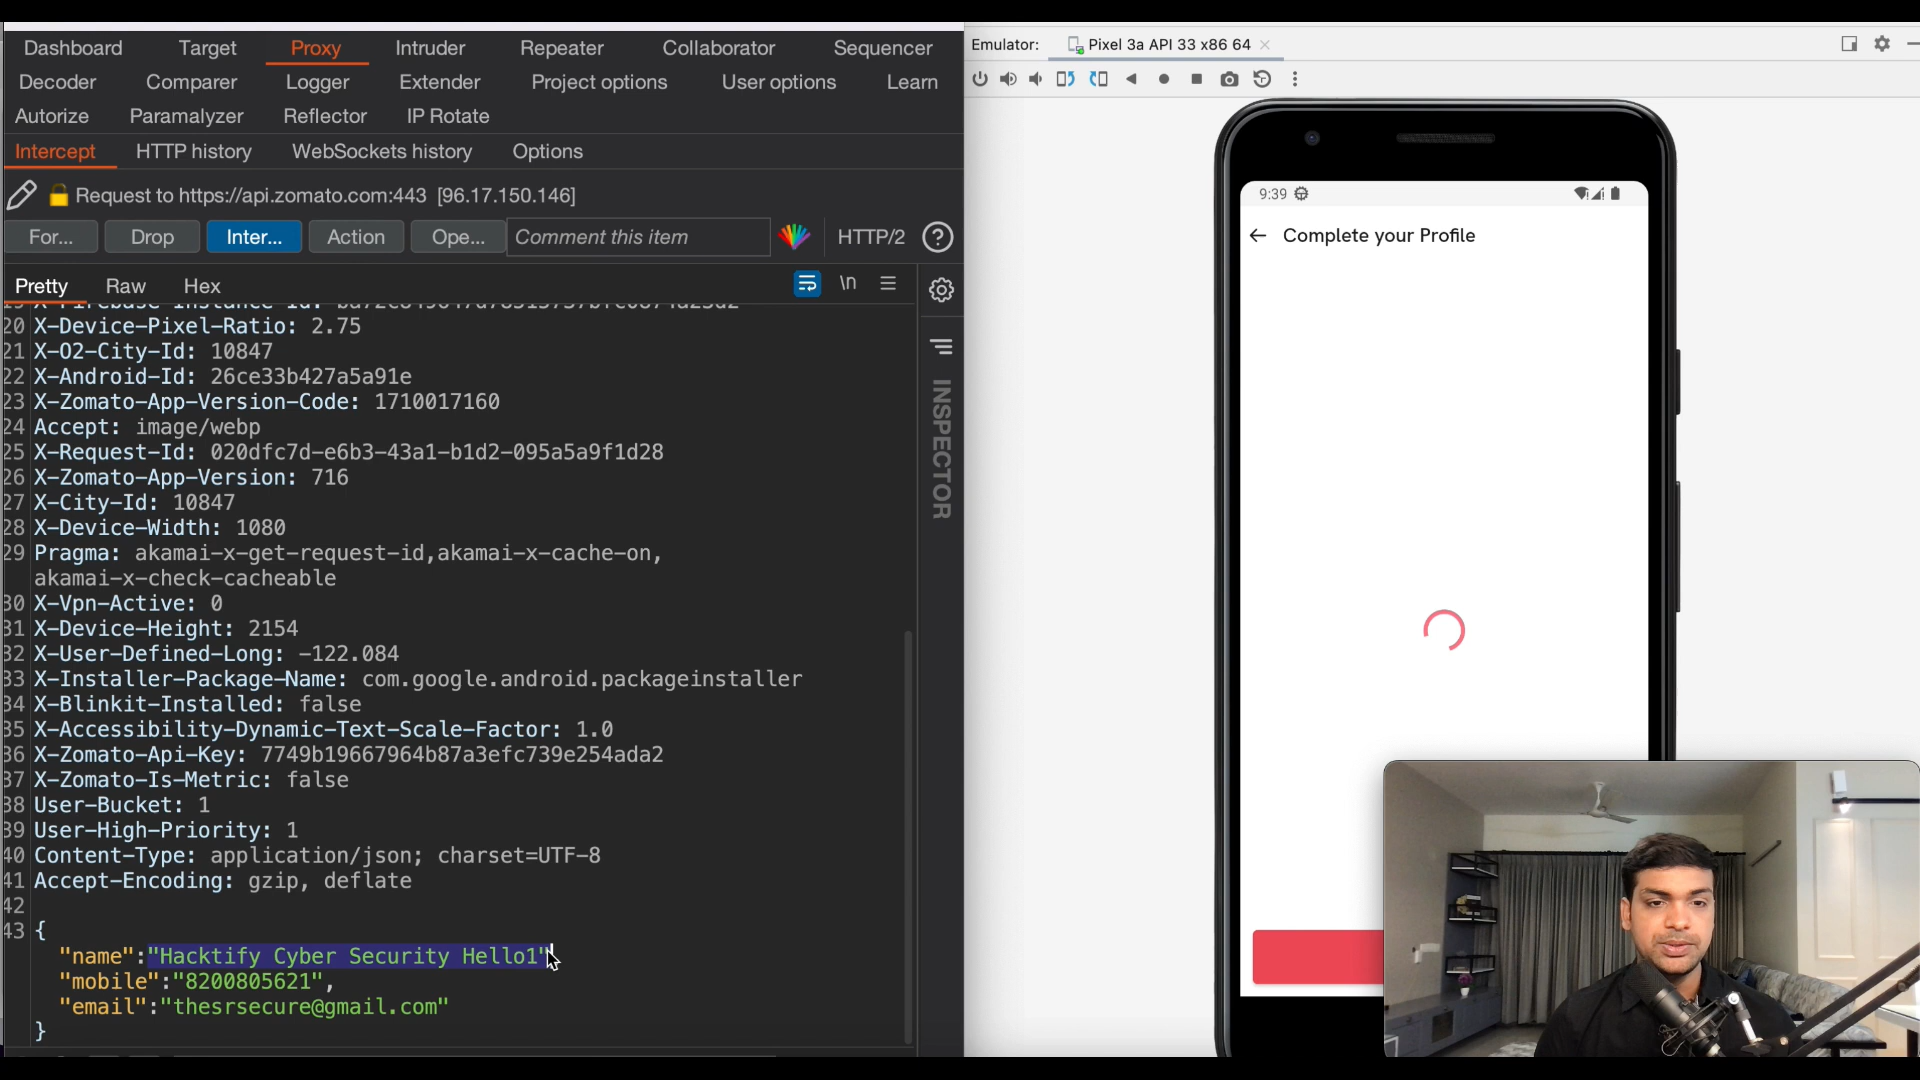 Dashboard Target Proxy Intruder Repeater Collaborator Sequencer
Decoder Comparer Logger Extender Project options User options Learn
Autorize Paramalyzer Reflector IP Rotate
Intercept HTTP history WebSockets history Options
Request to https://api.zomato.com:443 [96.17.150.146]
For... Drop Inter... Action Ope... Comment this item HTTP/2 ?
Pretty Raw Hex \n
20 X-Device-Pixel-Ratio: 2.75
21 X-O2-City-Id: 10847
22 X-Android-Id: 26ce33b427a5a91e
23 X-Zomato-App-Version-Code: 1710017160
24 Accept: image/webp
25 X-Request-Id: 020dfc7d-e6b3-43a1-b1d2-095a5a9f1d28
26 X-Zomato-App-Version: 716
27 X-City-Id: 10847
28 X-Device-Width: 1080
29 Pragma: akamai-x-get-request-id,akamai-x-cache-on,
akamai-x-check-cacheable
30 X-Vpn-Active: 0
31 X-Device-Height: 2154
32 X-User-Defined-Long: -122.084
33 X-Installer-Package-Name: com.google.android.packageinstaller
34 X-Blinkit-Installed: false
35 X-Accessibility-Dynamic-Text-Scale-Factor: 1.0
36 X-Zomato-Api-Key: 7749b19667964b87a3efc739e254ada2
37 X-Zomato-Is-Metric: false
38 User-Bucket: 1
39 User-High-Priority: 1
40 Content-Type: application/json; charset=UTF-8
41 Accept-Encoding: gzip, deflate
42
43 {
"name":"Hacktify Cyber Security Hello1"
"mobile":"8200805621",
"email":"thesrsecure@gmail.com"
}
INSPECTOR
Emulator: Pixel 3a API 33 x86 64
9:39
Complete your Profile